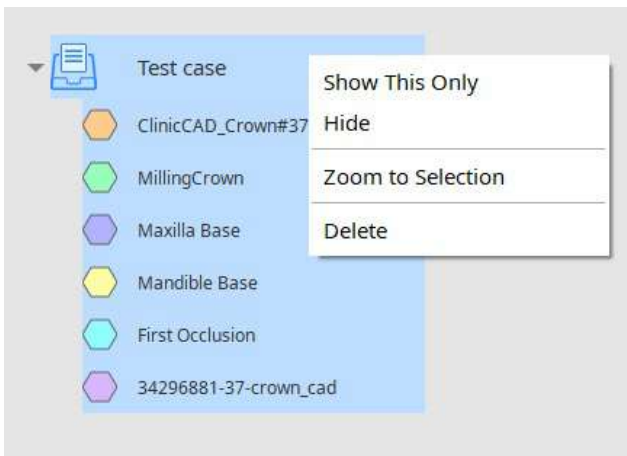 Test case
Show This Only
ClinicCAD_Crown#37
Hide
MillingCrown
Zoom to Selection
Maxilla Base
Delete
Mandible Base
First Occlusion
34296881-37-crown_cad